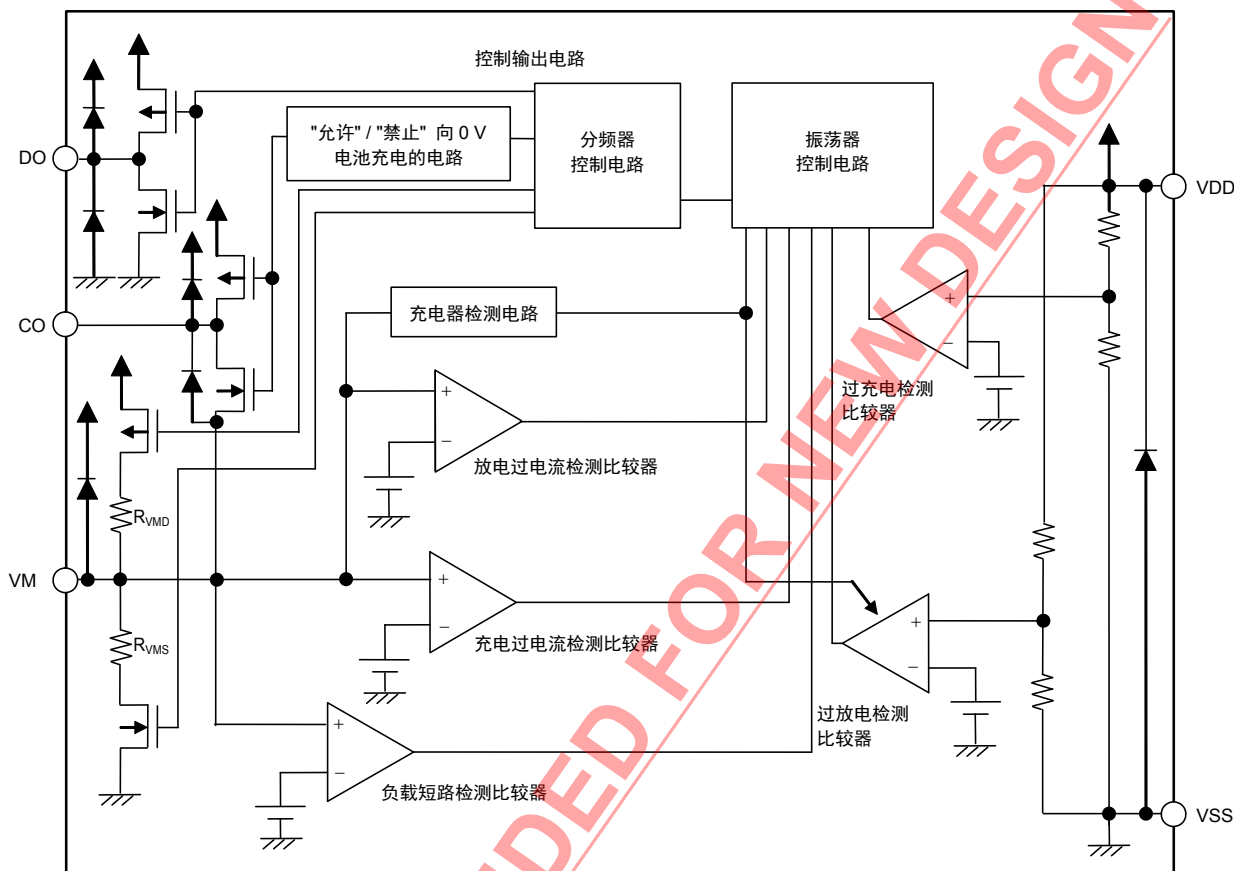 控制输出电路
"允许" / "禁止" 向 0 V
电池充电的电路
分频器
控制电路
振荡器
控制电路
DO
VDD
CO
充电器检测电路
+
−
过充电检测
比较器
+
−
放电过电流检测比较器
RVMD
VM
+
−
充电过电流检测比较器
+
−
过放电检测
比较器
RVMS
+
−
负载短路检测比较器
VSS
NDED FOR NEW DESIGN